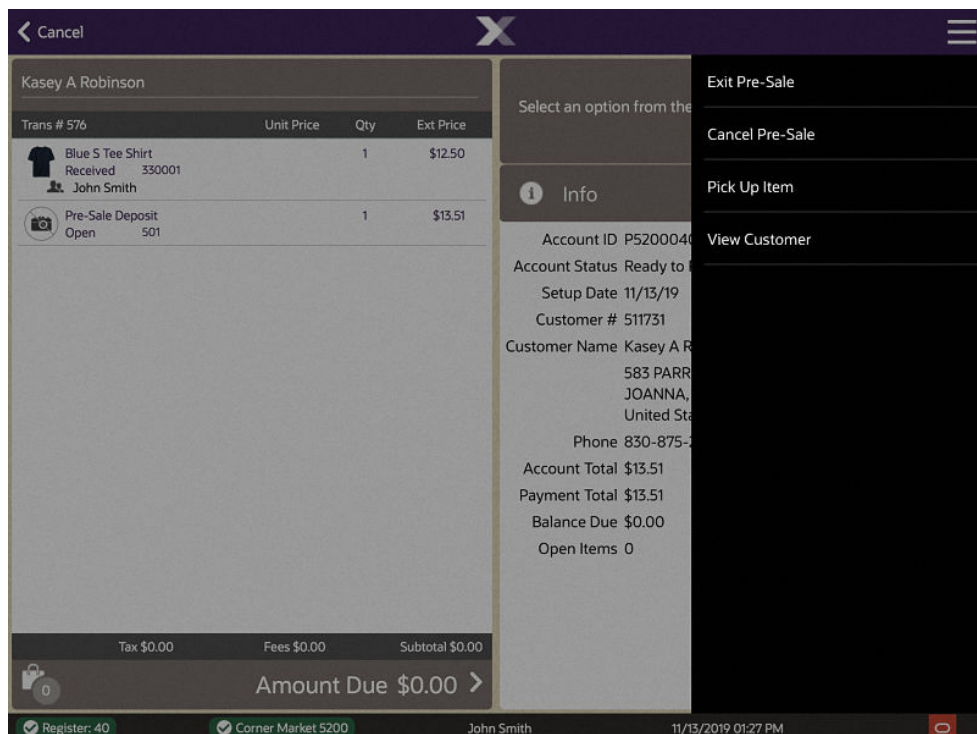 Cancel
Kasey A Robinson
Trans # 576 Unit Price Qty Ext Price
Blue S Tee Shirt 1 $12.50
Received 330001
John Smith
Pre-Sale Deposit 1 $13.51
Open 501
Tax $0.00 Fees $0.00 Subtotal $0.00
0 Amount Due $0.00
Select an option from the
Info
Account ID P520004
Account Status Ready to
Setup Date 11/13/19
Customer # 511731
Customer Name Kasey A R
583 PARR
JOANNA,
United Sta
Phone 830-875-
Account Total $13.51
Payment Total $13.51
Balance Due $0.00
Open Items 0
Exit Pre-Sale
Cancel Pre-Sale
Pick Up Item
View Customer
Register: 40 Corner Market 5200 John Smith 11/13/2019 01:27 PM